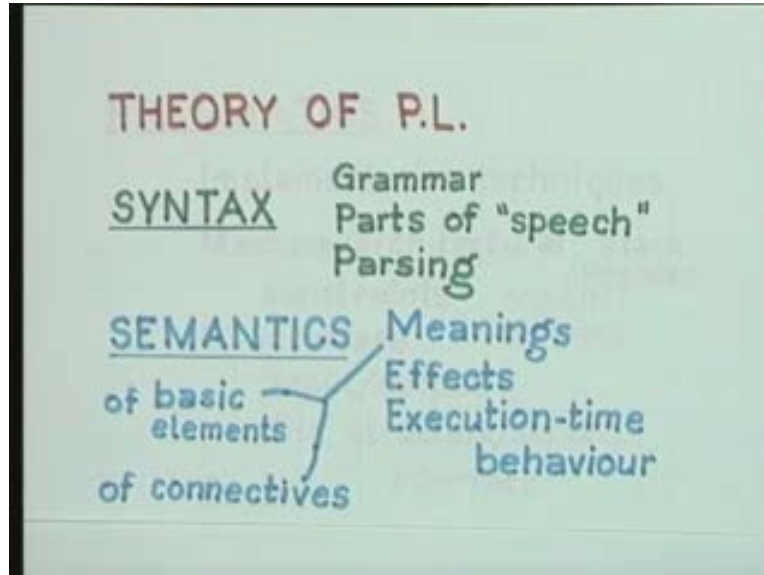 THEORY OF P.L.
SYNTAX
Grammar
Parts of "speech"
Parsing
SEMANTICS
Meanings
Effects
Execution-time
behaviour
of basic
elements
of connectives